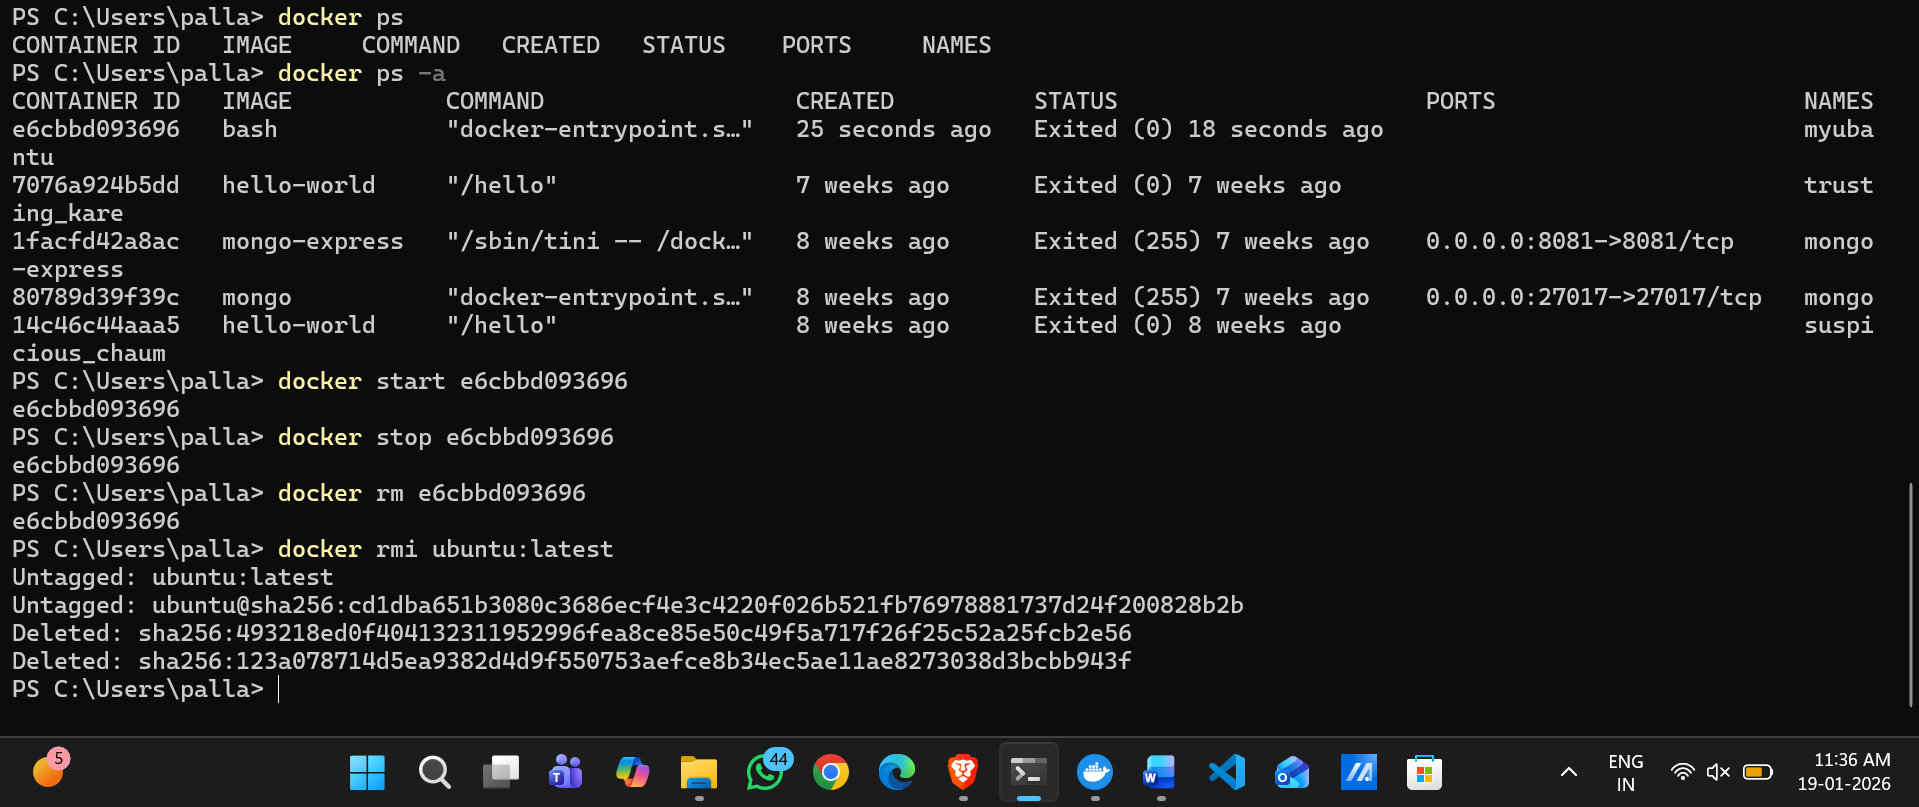 PS C:\Users\palla> docker ps
CONTAINER ID   IMAGE     COMMAND   CREATED   STATUS    PORTS     NAMES
PS C:\Users\palla> docker ps -a
CONTAINER ID   IMAGE           COMMAND                  CREATED          STATUS                      PORTS                      NAMES
e6cbbd093696   bash            "docker-entrypoint.s…"   25 seconds ago   Exited (0) 18 seconds ago                              myuba
ntu
7076a924b5dd   hello-world     "/hello"                 7 weeks ago      Exited (0) 7 weeks ago                                 trust
ing_kare
1facfd42a8ac   mongo-express   "/sbin/tini -- /dock…"   8 weeks ago      Exited (255) 7 weeks ago    0.0.0.0:8081->8081/tcp     mongo
-express
80789d39f39c   mongo           "docker-entrypoint.s…"   8 weeks ago      Exited (255) 7 weeks ago    0.0.0.0:27017->27017/tcp   mongo
14c46c44aaa5   hello-world     "/hello"                 8 weeks ago      Exited (0) 8 weeks ago                                 suspi
cious_chaum
PS C:\Users\palla> docker start e6cbbd093696
e6cbbd093696
PS C:\Users\palla> docker stop e6cbbd093696
e6cbbd093696
PS C:\Users\palla> docker rm e6cbbd093696
e6cbbd093696
PS C:\Users\palla> docker rmi ubuntu:latest
Untagged: ubuntu:latest
Untagged: ubuntu@sha256:cd1dba651b3080c3686ecf4e3c4220f026b521fb76978881737d24f200828b2b
Deleted: sha256:493218ed0f404132311952996fea8ce85e50c49f5a717f26f25c52a25fcb2e56
Deleted: sha256:123a078714d5ea9382d4d9f550753aefce8b34ec5ae11ae8273038d3bcbb943f
PS C:\Users\palla>
5
T
44
W
O
ENG
IN
11:36 AM
19-01-2026